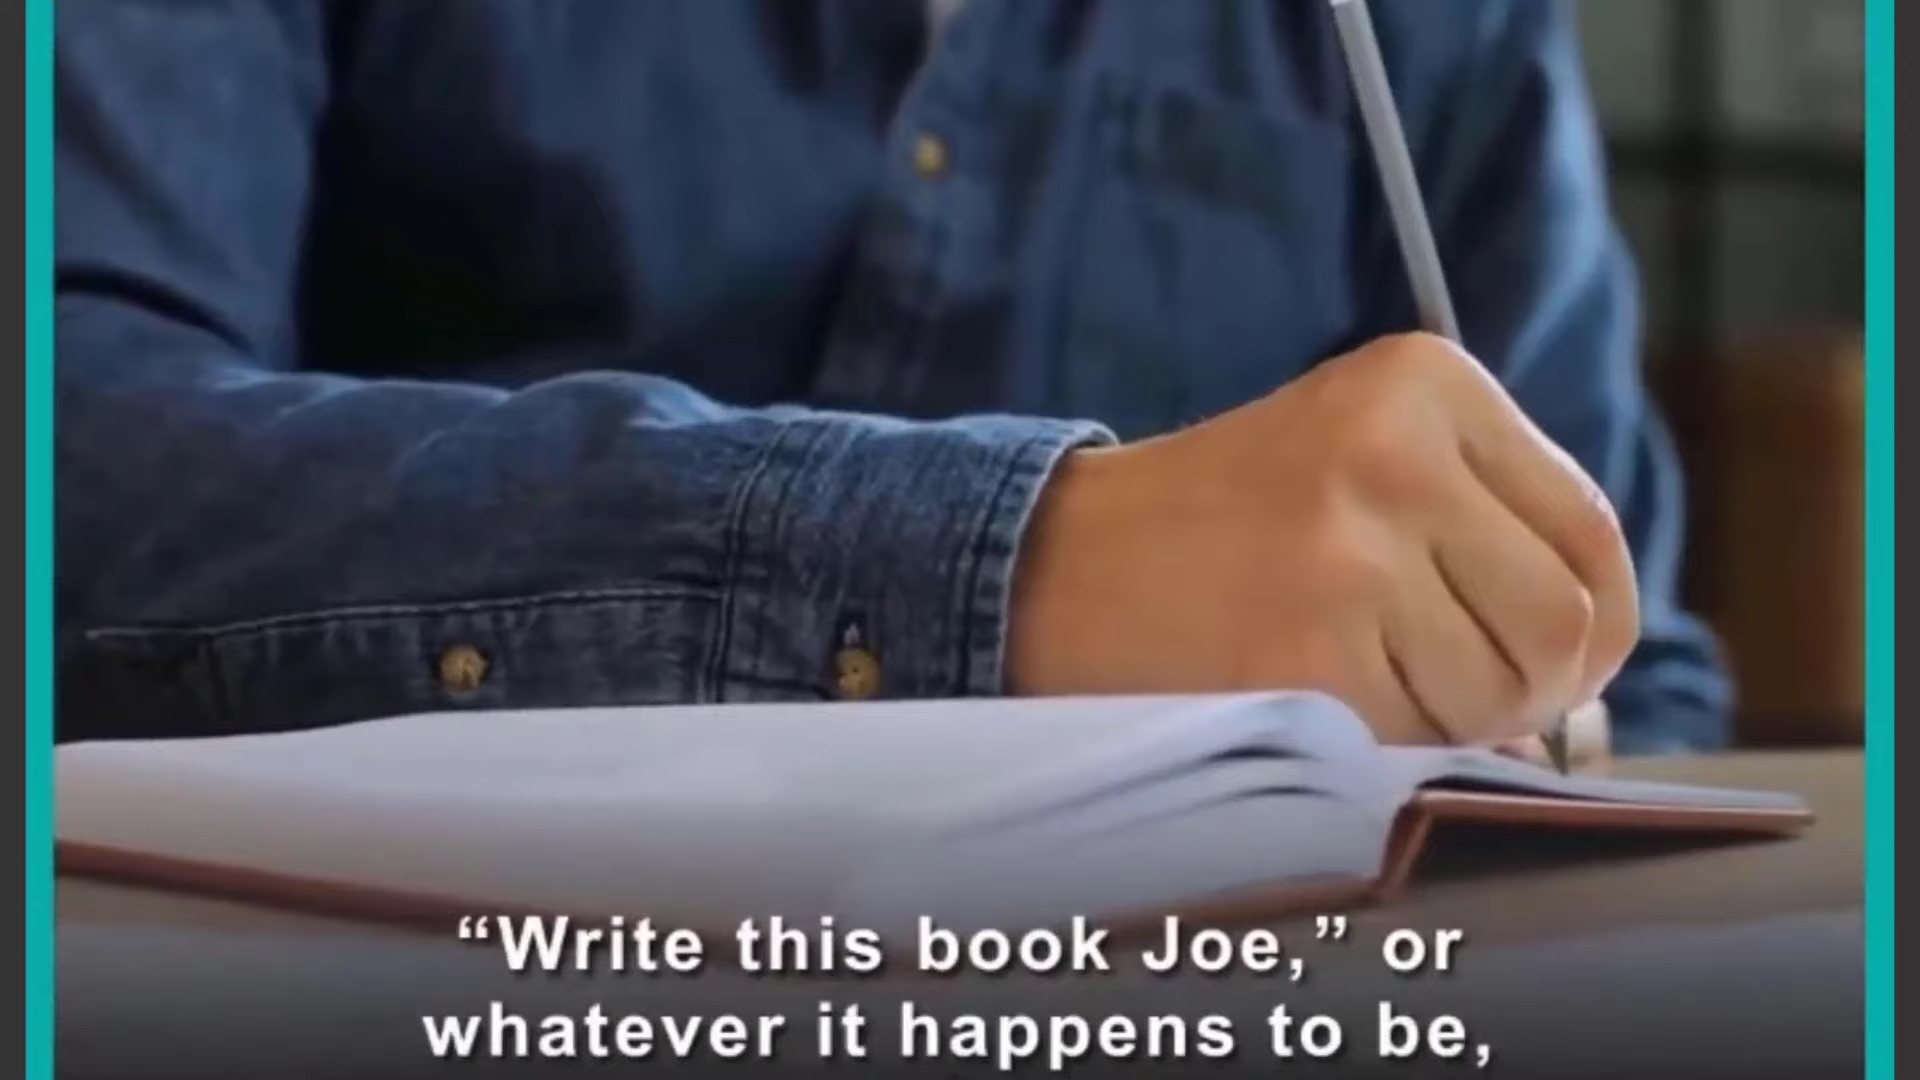 “Write this book Joe,” or
whatever it happens to be,